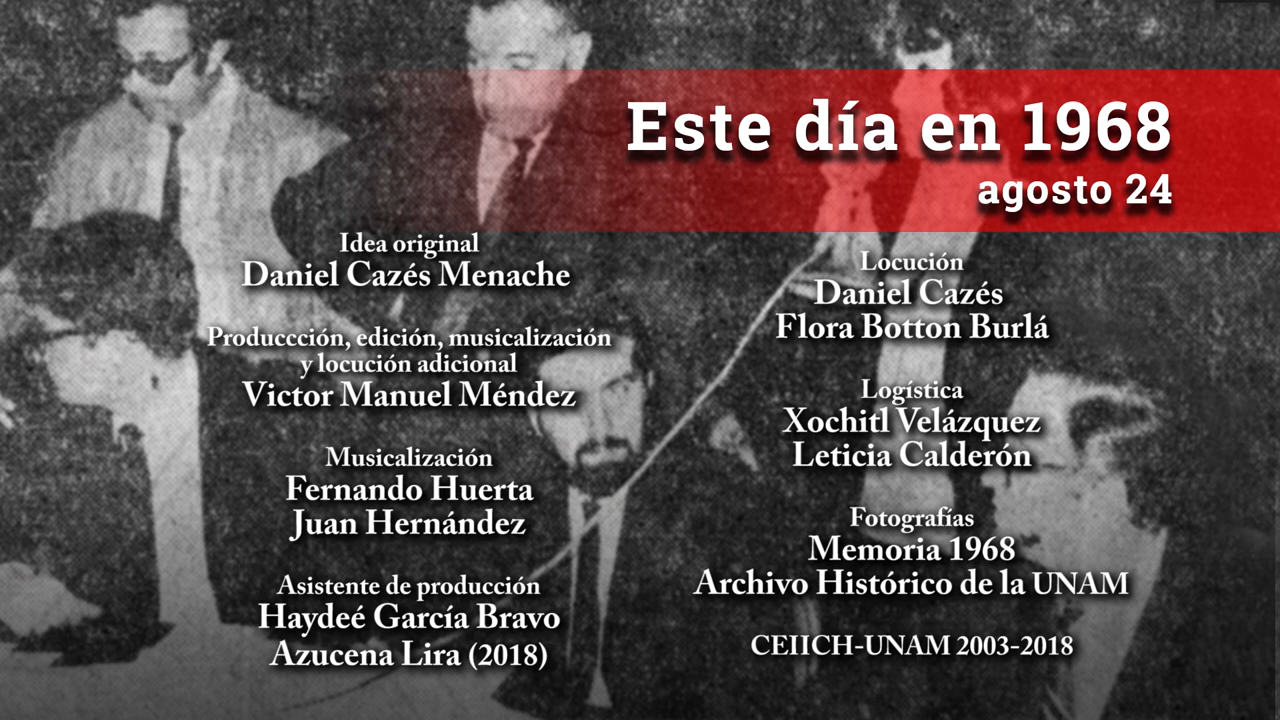 Este día en 1968
agosto 24
Idea original
Daniel Cazés Menache
Produccción, edición, musicalización
y locución adicional
Victor Manuel Méndez
Musicalización
Fernando Huerta
Juan Hernández
Asistente de producción
Haydeé García Bravo
Azucena Lira (2018)
Locución
Daniel Cazés
Flora Botton Burlá
Logística
Xochitl Velázquez
Leticia Calderón
Fotografías
Memoria 1968
Archivo Histórico de la UNAM
CEIICH-UNAM 2003-2018